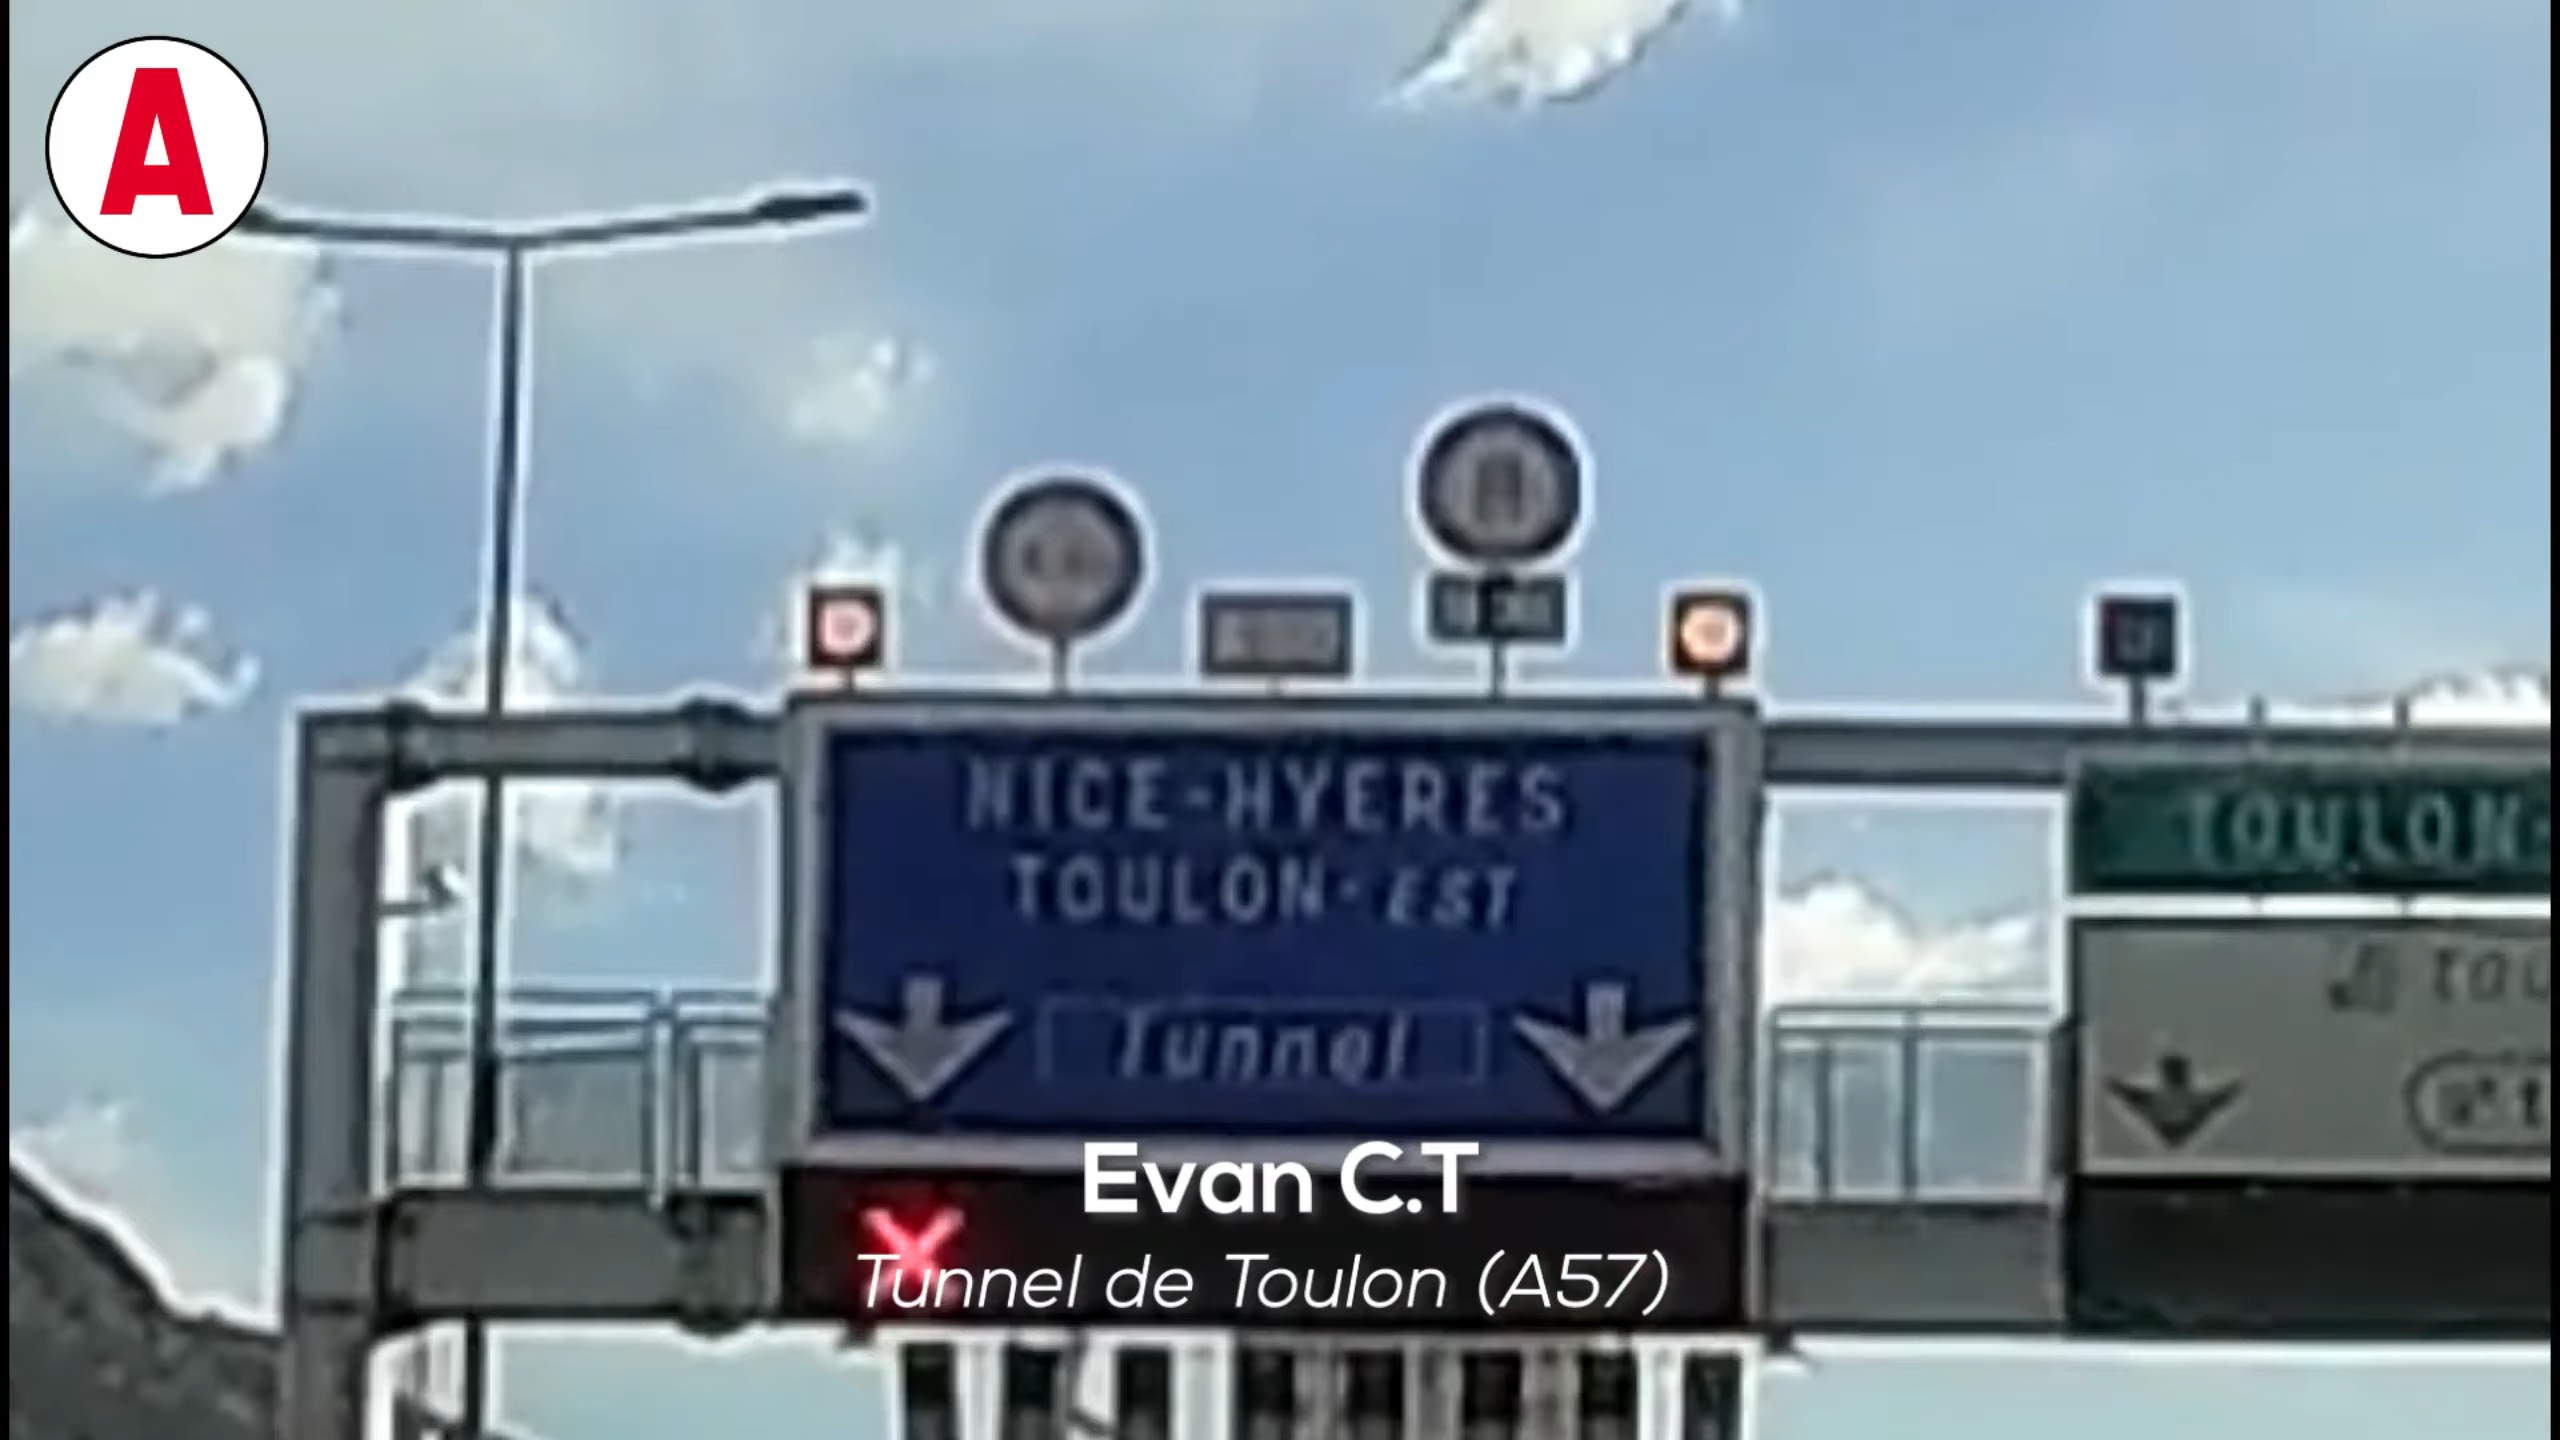 A
NICE-HYERES
TOULON-EST
Tunnel
TOULON-
Evan C.T
Tunnel de Toulon (A57)